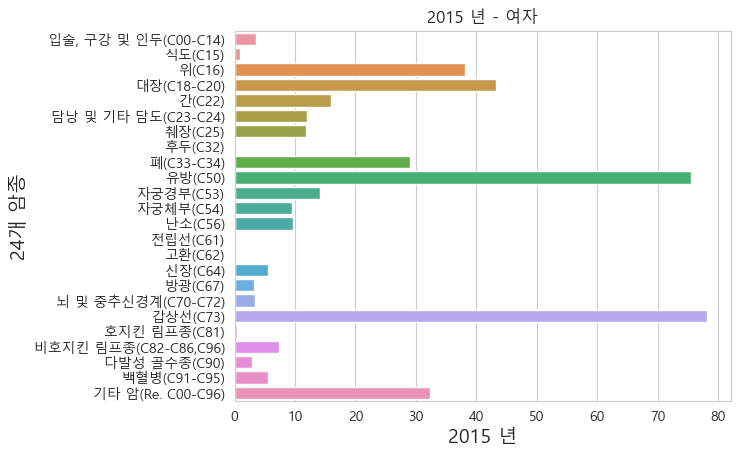 2015 년 - 여자
24개 암종
입술, 구강 및 인두(C00-C14)
식도(C15)
위(C16)
대장(C18-C20)
간(C22)
담낭 및 기타 담도(C23-C24)
췌장(C25)
후두(C32)
폐(C33-C34)
유방(C50)
자궁경부(C53)
자궁체부(C54)
난소(C56)
전립선(C61)
고환(C62)
신장(C64)
방광(C67)
뇌 및 중추신경계(C70-C72)
갑상선(C73)
호지킨 림프종(C81)
비호지킨 림프종(C82-C86,C96)
다발성 골수종(C90)
백혈병(C91-C95)
기타 암(Re. C00-C96)
0 10 20 30 40 50 60 70 80
2015 년